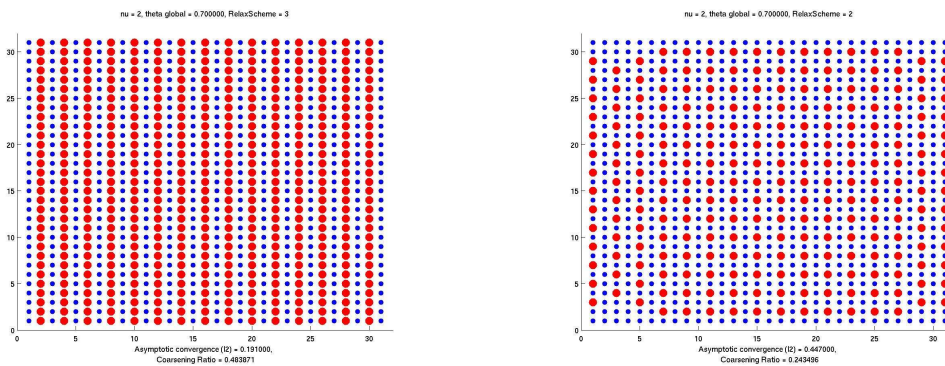 nu = 2, theta global = 0.700000, RelaxScheme = 3
30
25
20
15
10
5
0
0 5 10 15 20 25 30
Asymptotic convergence (l2) = 0.191000,
Coarsening Ratio = 0.483871
nu = 2, theta global = 0.700000, RelaxScheme = 2
30
25
20
15
10
5
0
0 5 10 15 20 25 30
Asymptotic convergence (l2) = 0.447000,
Coarsening Ratio = 0.243496